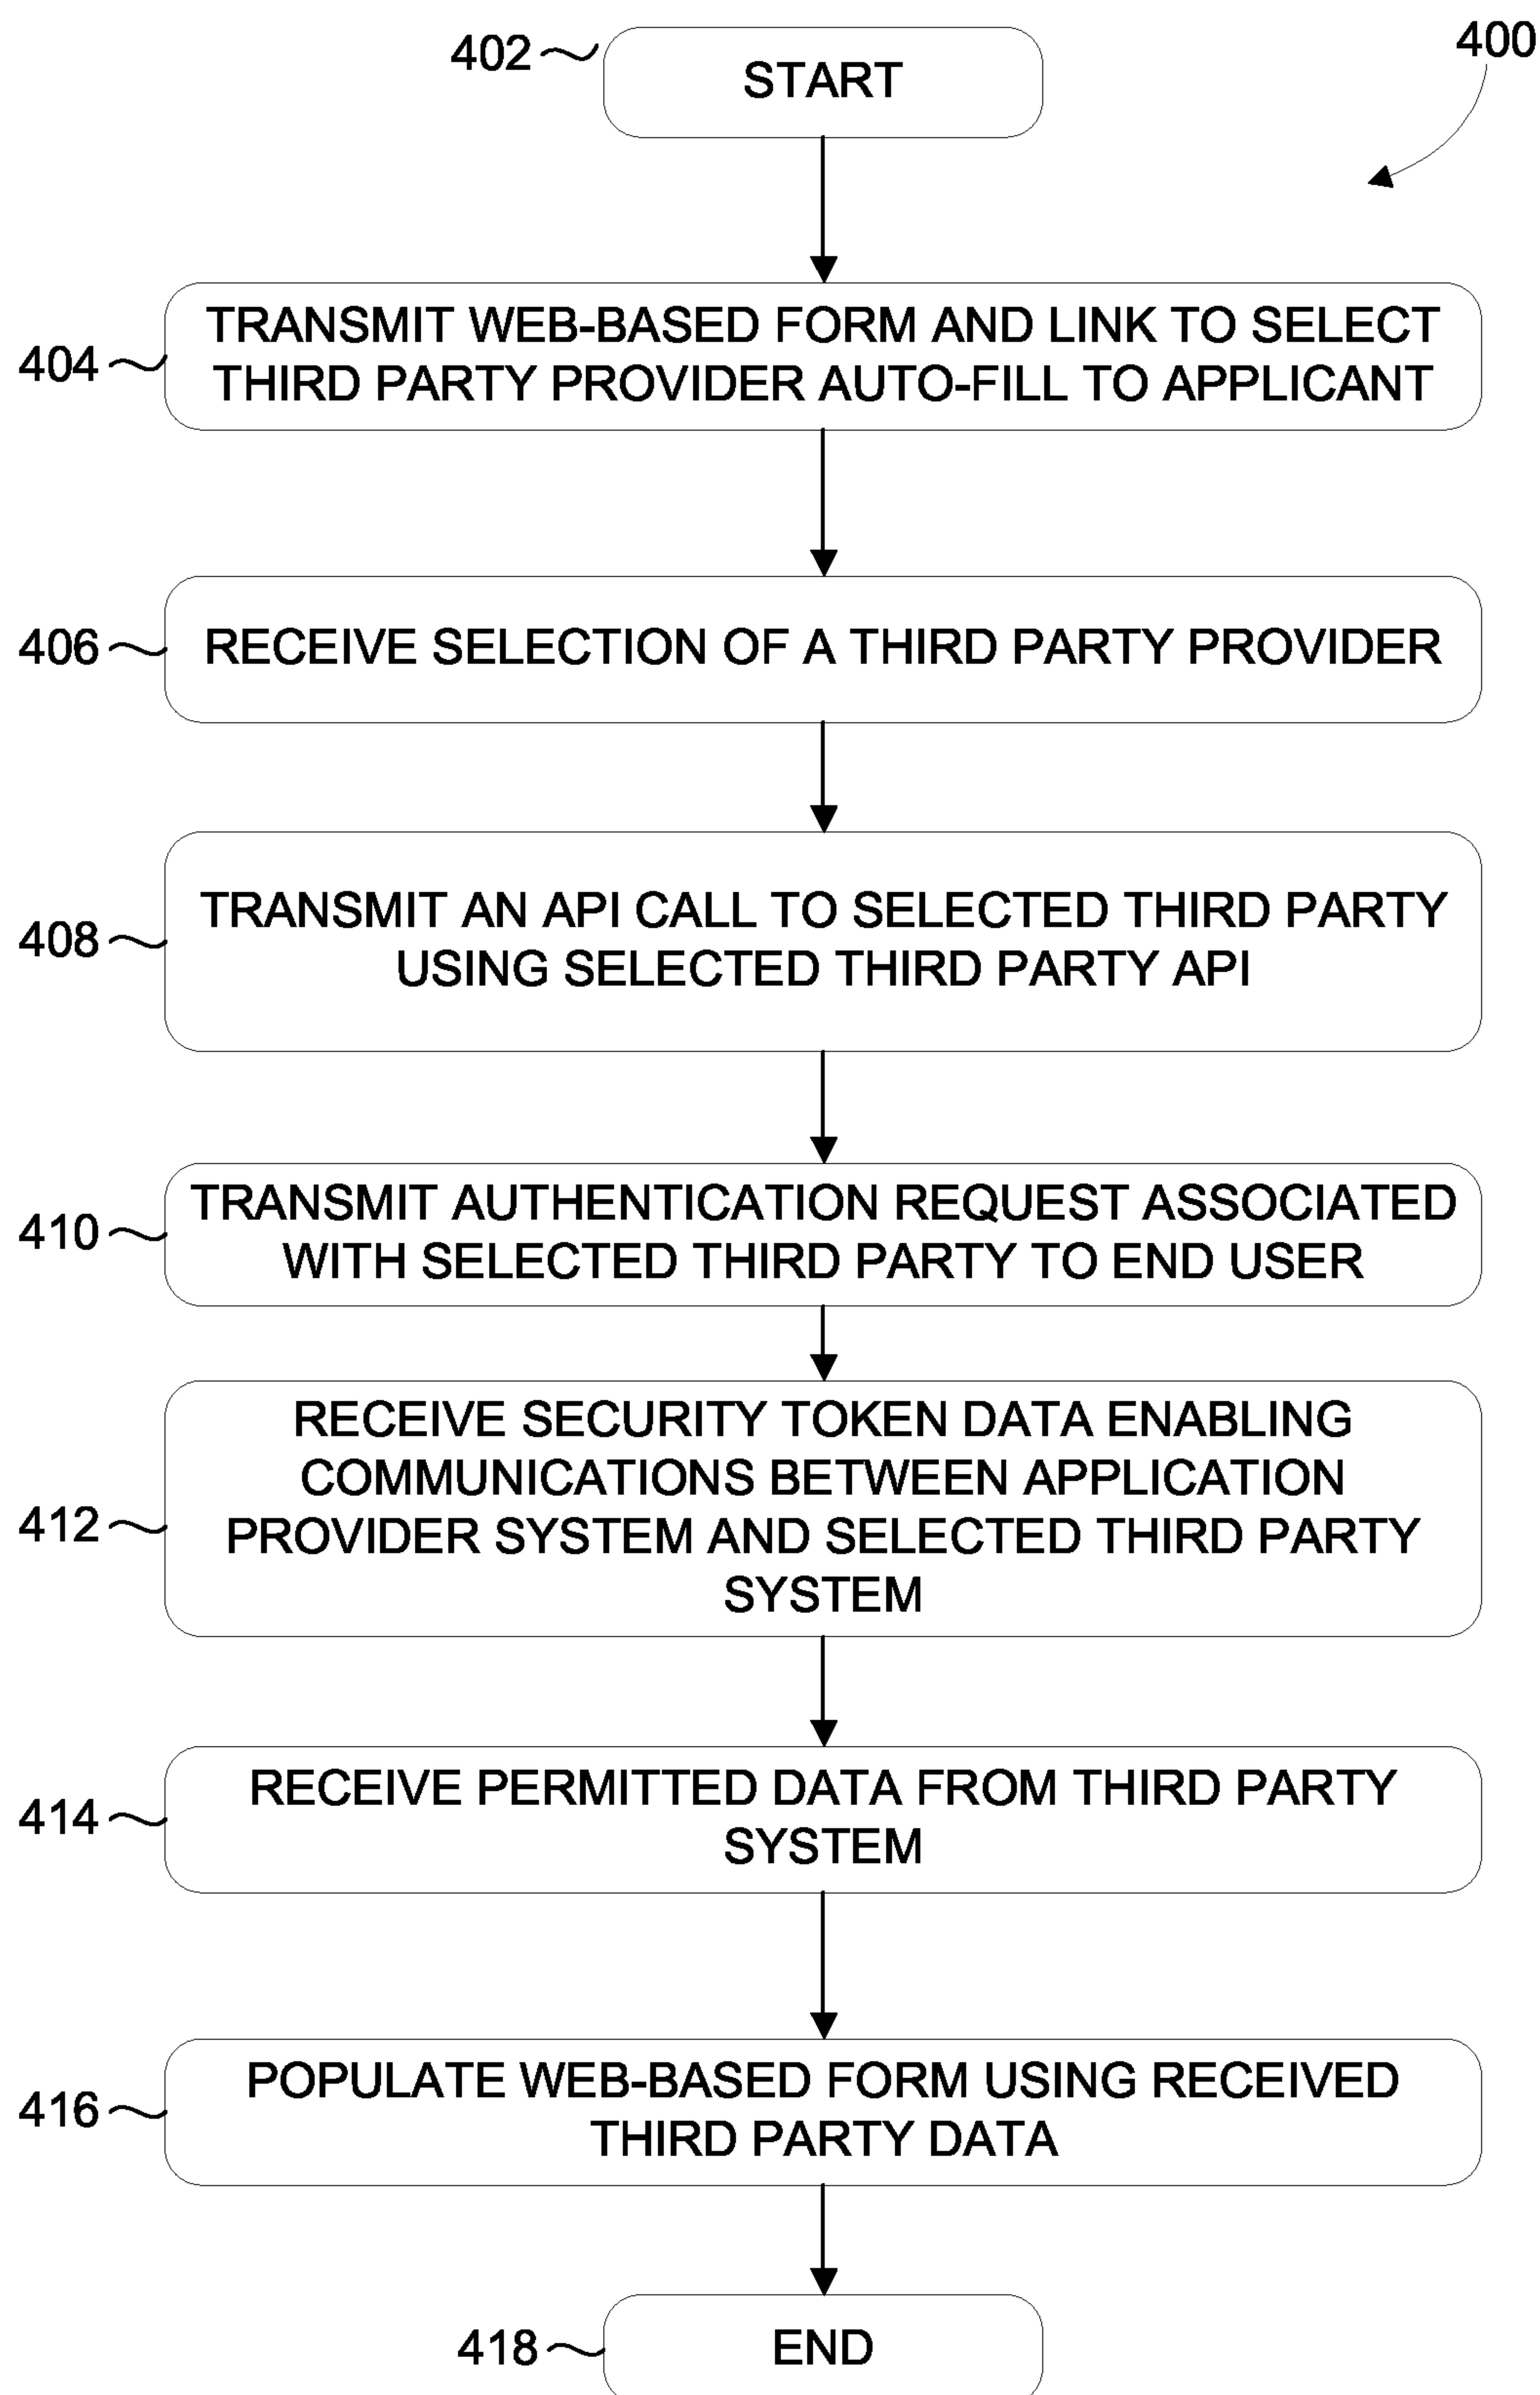 402
START
400
404
TRANSMIT WEB-BASED FORM AND LINK TO SELECT
THIRD PARTY PROVIDER AUTO-FILL TO APPLICANT
406
RECEIVE SELECTION OF A THIRD PARTY PROVIDER
408
TRANSMIT AN API CALL TO SELECTED THIRD PARTY
USING SELECTED THIRD PARTY API
410
TRANSMIT AUTHENTICATION REQUEST ASSOCIATED
WITH SELECTED THIRD PARTY TO END USER
412
RECEIVE SECURITY TOKEN DATA ENABLING
COMMUNICATIONS BETWEEN APPLICATION
PROVIDER SYSTEM AND SELECTED THIRD PARTY
SYSTEM
414
RECEIVE PERMITTED DATA FROM THIRD PARTY
SYSTEM
416
POPULATE WEB-BASED FORM USING RECEIVED
THIRD PARTY DATA
418
END